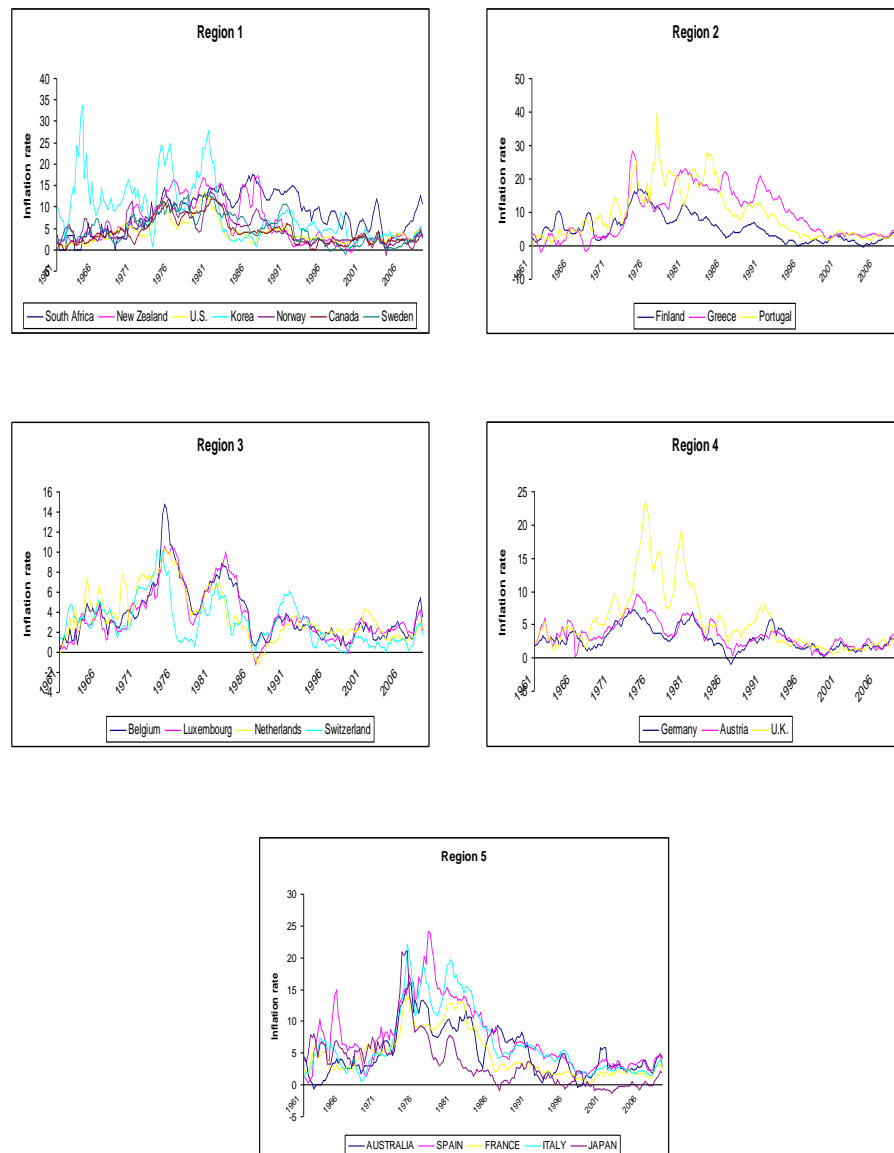 Region 1
Inflation rate
40
35
30
25
20
15
10
5
0
1961 1966 1971 1976 1981 1986 1991 1996 2001 2006
South Africa New Zealand U.S. Korea Norway Canada Sweden
Region 2
Inflation rate
50
40
30
20
10
0
1961 1966 1971 1976 1981 1986 1991 1996 2001 2006
Finland Greece Portugal
Region 3
Inflation rate
16
14
12
10
8
6
4
2
0
1961 1966 1971 1976 1981 1986 1991 1996 2001 2006
Belgium Luxembourg Netherlands Switzerland
Region 4
Inflation rate
25
20
15
10
5
0
1961 1966 1971 1976 1981 1986 1991 1996 2001 2006
Germany Austria U.K.
Region 5
Inflation rate
30
25
20
15
10
5
0
-5
1961 1966 1971 1976 1981 1986 1991 1996 2001 2006
AUSTRALIA SPAIN FRANCE ITALY JAPAN